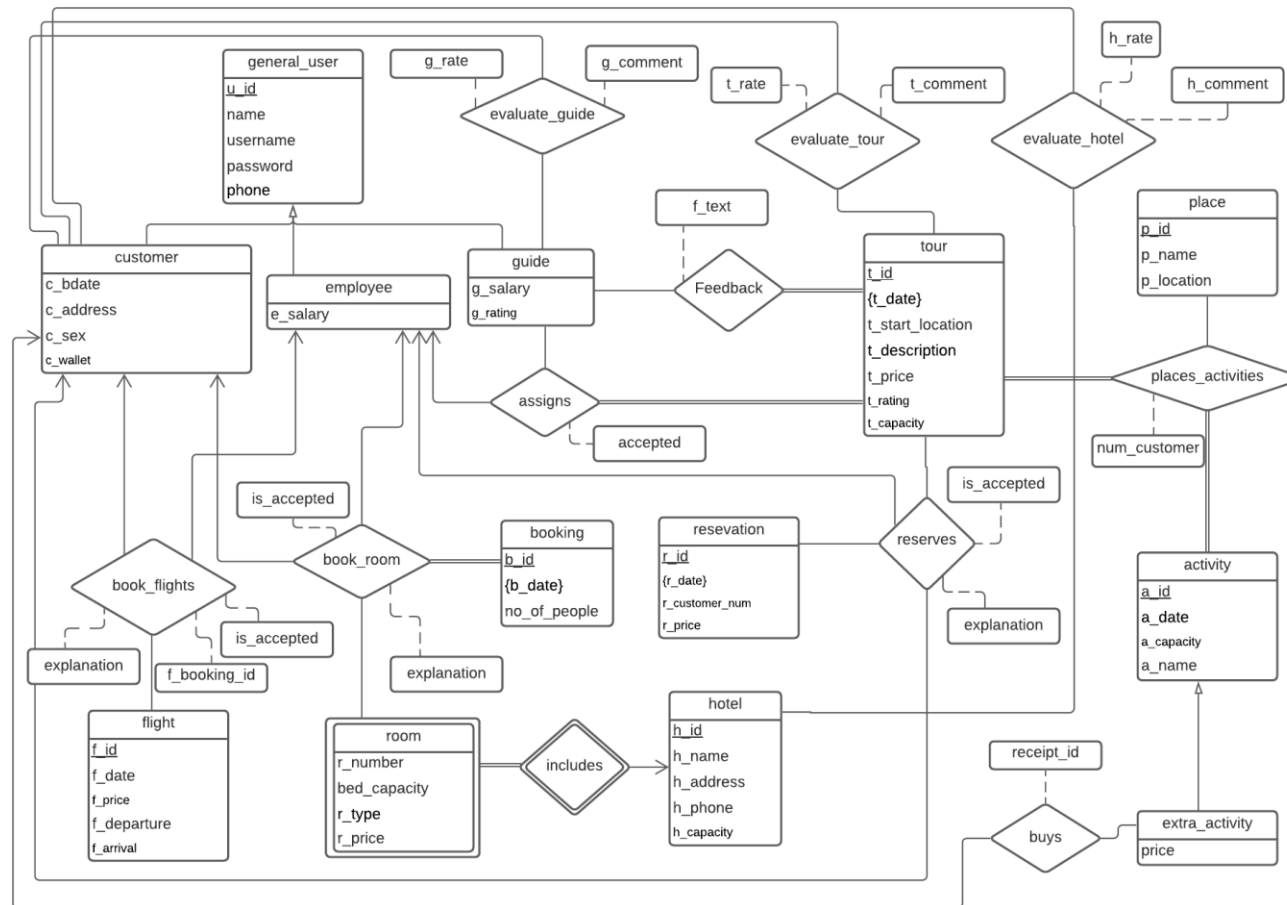 general_user
u_id
name
username
password
phone
g_rate
g_comment
evaluate_guide
t_rate
t_comment
evaluate_tour
h_rate
h_comment
evaluate_hotel
customer
c_bdate
c_address
c_sex
c_wallet
employee
e_salary
guide
g_salary
g_rating
f_text
Feedback
tour
t_id
{t_date}
t_start_location
t_description
t_price
t_rating
t_capacity
place
p_id
p_name
p_location
places_activities
num_customer
assigns
accepted
is_accepted
book_room
explanation
booking
b_id
{b_date}
no_of_people
resevation
r_id
{r_date}
r_customer_num
r_price
reserves
is_accepted
explanation
activity
a_id
a_date
a_capacity
a_name
book_flights
explanation
f_booking_id
is_accepted
flight
f_id
f_date
f_price
f_departure
f_arrival
room
r_number
bed_capacity
r_type
r_price
includes
hotel
h_id
h_name
h_address
h_phone
h_capacity
receipt_id
buys
extra_activity
price